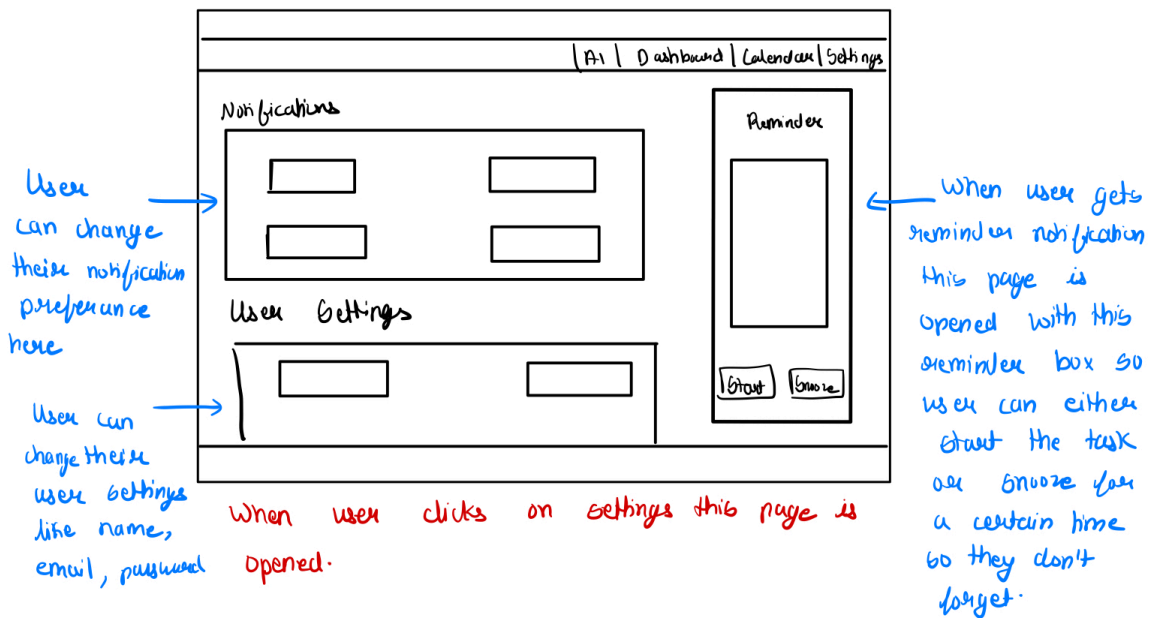 | AI | Dashboard | Calendar | Settings
Notifications
Reminder
Start
Snooze
User Settings
User
can change
their notification
preference
here
User can
change their
user settings
like name,
email, password
When user gets
reminder notification
this page is
opened with this
reminder box so
user can either
start the task
or snooze for
a certain time
so they don't
forget.
When user clicks on settings this page is
opened.